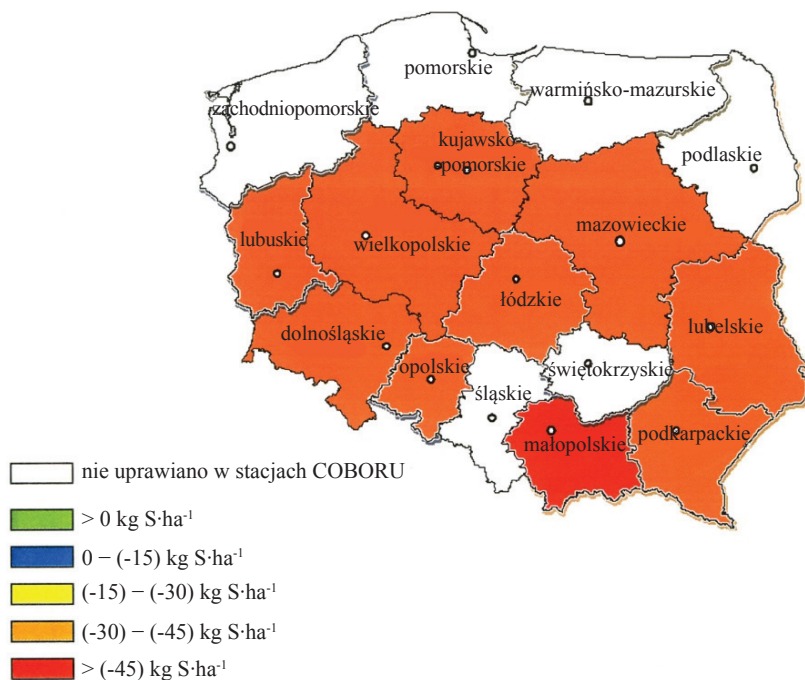 pomorskie
warmińsko-mazurskie
zachodniopomorskie
kujawsko-
pomorskie
podlaskie
lubuskie
wielkopolskie
mazowieckie
łódzkie
lubelskie
dolnośląskie
opolskie
świętokrzyskie
śląskie
małopolskie
podkarpackie
nie uprawiano w stacjach COBORU
> 0 kg S·ha⁻¹
0 – (-15) kg S·ha⁻¹
(-15) – (-30) kg S·ha⁻¹
(-30) – (-45) kg S·ha⁻¹
> (-45) kg S·ha⁻¹